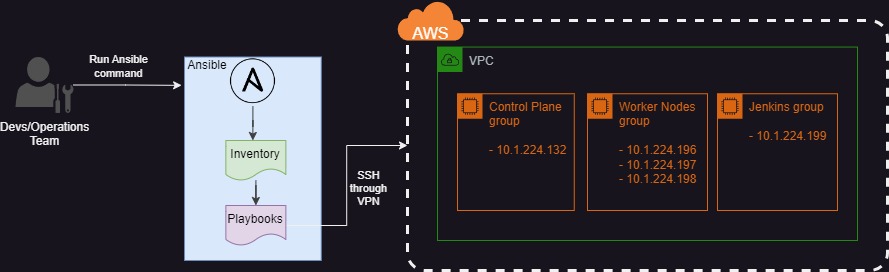 Run Ansible
command
Devs/Operations
Team
Ansible
Inventory
Playbooks
SSH
through
VPN
AWS
VPC
Control Plane
group
- 10.1.224.132
Worker Nodes
group
- 10.1.224.196
- 10.1.224.197
- 10.1.224.198
Jenkins group
- 10.1.224.199